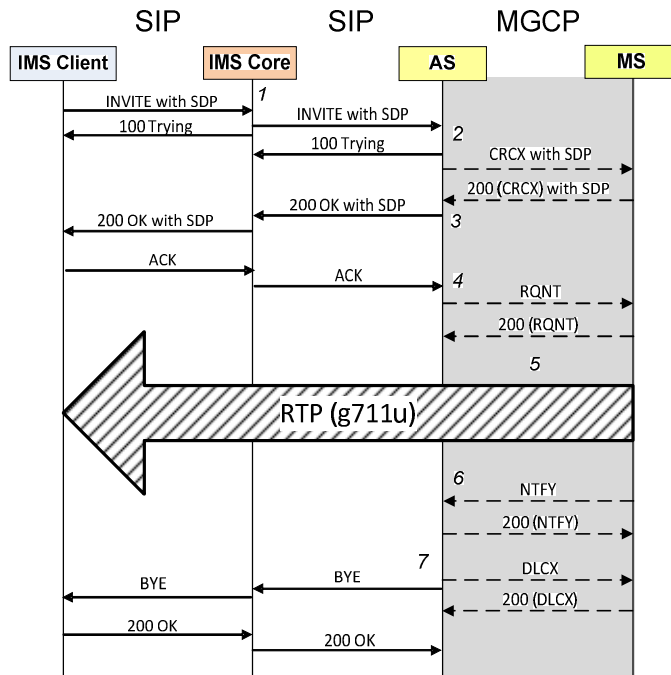 SIP SIP MGCP
IMS Client IMS Core AS MS
1
INVITE with SDP
INVITE with SDP
100 Trying
2
100 Trying
CRCX with SDP
200 (CRCX) with SDP
200 OK with SDP
3
200 OK with SDP
ACK
ACK
4
RQNT
200 (RQNT)
5
RTP (g711u)
6
NTFY
200 (NTFY)
7
DLCX
BYE
BYE
200 (DLCX)
200 OK
200 OK